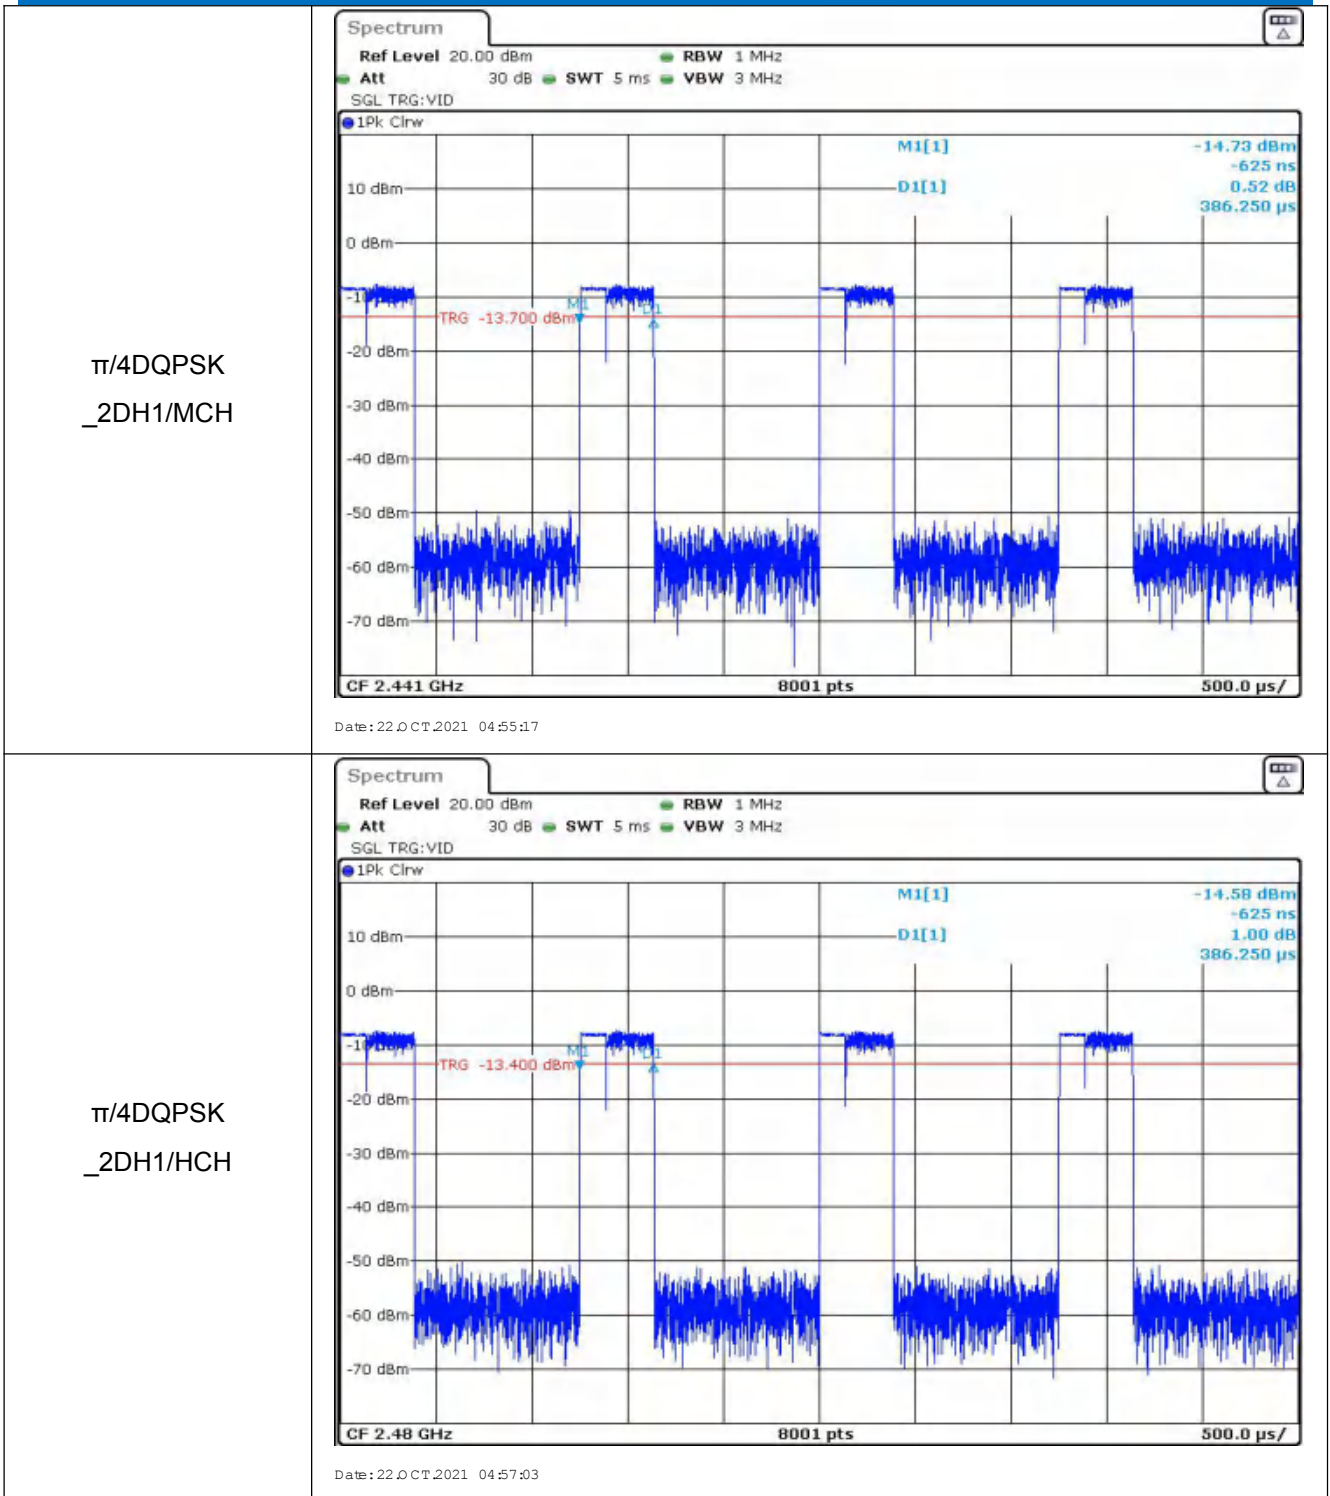 Spectrum
Ref Level 20.00 dBm RBW 1 MHz
Att 30 dB SWT 5 ms VBW 3 MHz
SGL TRG:VID
1Pk Clrw
M1[1] -14.73 dBm
-625 ns
10 dBm D1[1] 0.52 dB
386.250 µs
0 dBm
M1
D1
TRG -13.700 dBm
-20 dBm
π/4DQPSK
_2DH1/MCH
-30 dBm
-40 dBm
-50 dBm
-60 dBm
-70 dBm
CF 2.441 GHz 8001 pts 500.0 µs/
Date: 22.OCT.2021 04:55:17
Spectrum
Ref Level 20.00 dBm RBW 1 MHz
Att 30 dB SWT 5 ms VBW 3 MHz
SGL TRG:VID
1Pk Clrw
M1[1] -14.58 dBm
-625 ns
10 dBm D1[1] 1.00 dB
386.250 µs
0 dBm
M1
D1
TRG -13.400 dBm
-20 dBm
π/4DQPSK
_2DH1/HCH
-30 dBm
-40 dBm
-50 dBm
-60 dBm
-70 dBm
CF 2.48 GHz 8001 pts 500.0 µs/
Date: 22.OCT.2021 04:57:03